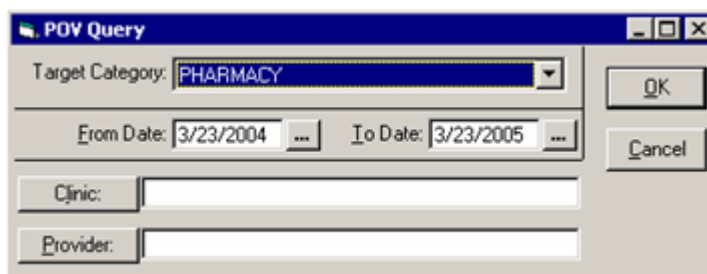 POV Query
Target Category: PHARMACY
OK
From Date: 3/23/2004 ... To Date: 3/23/2005 ...
Cancel
Clinic:
Provider: